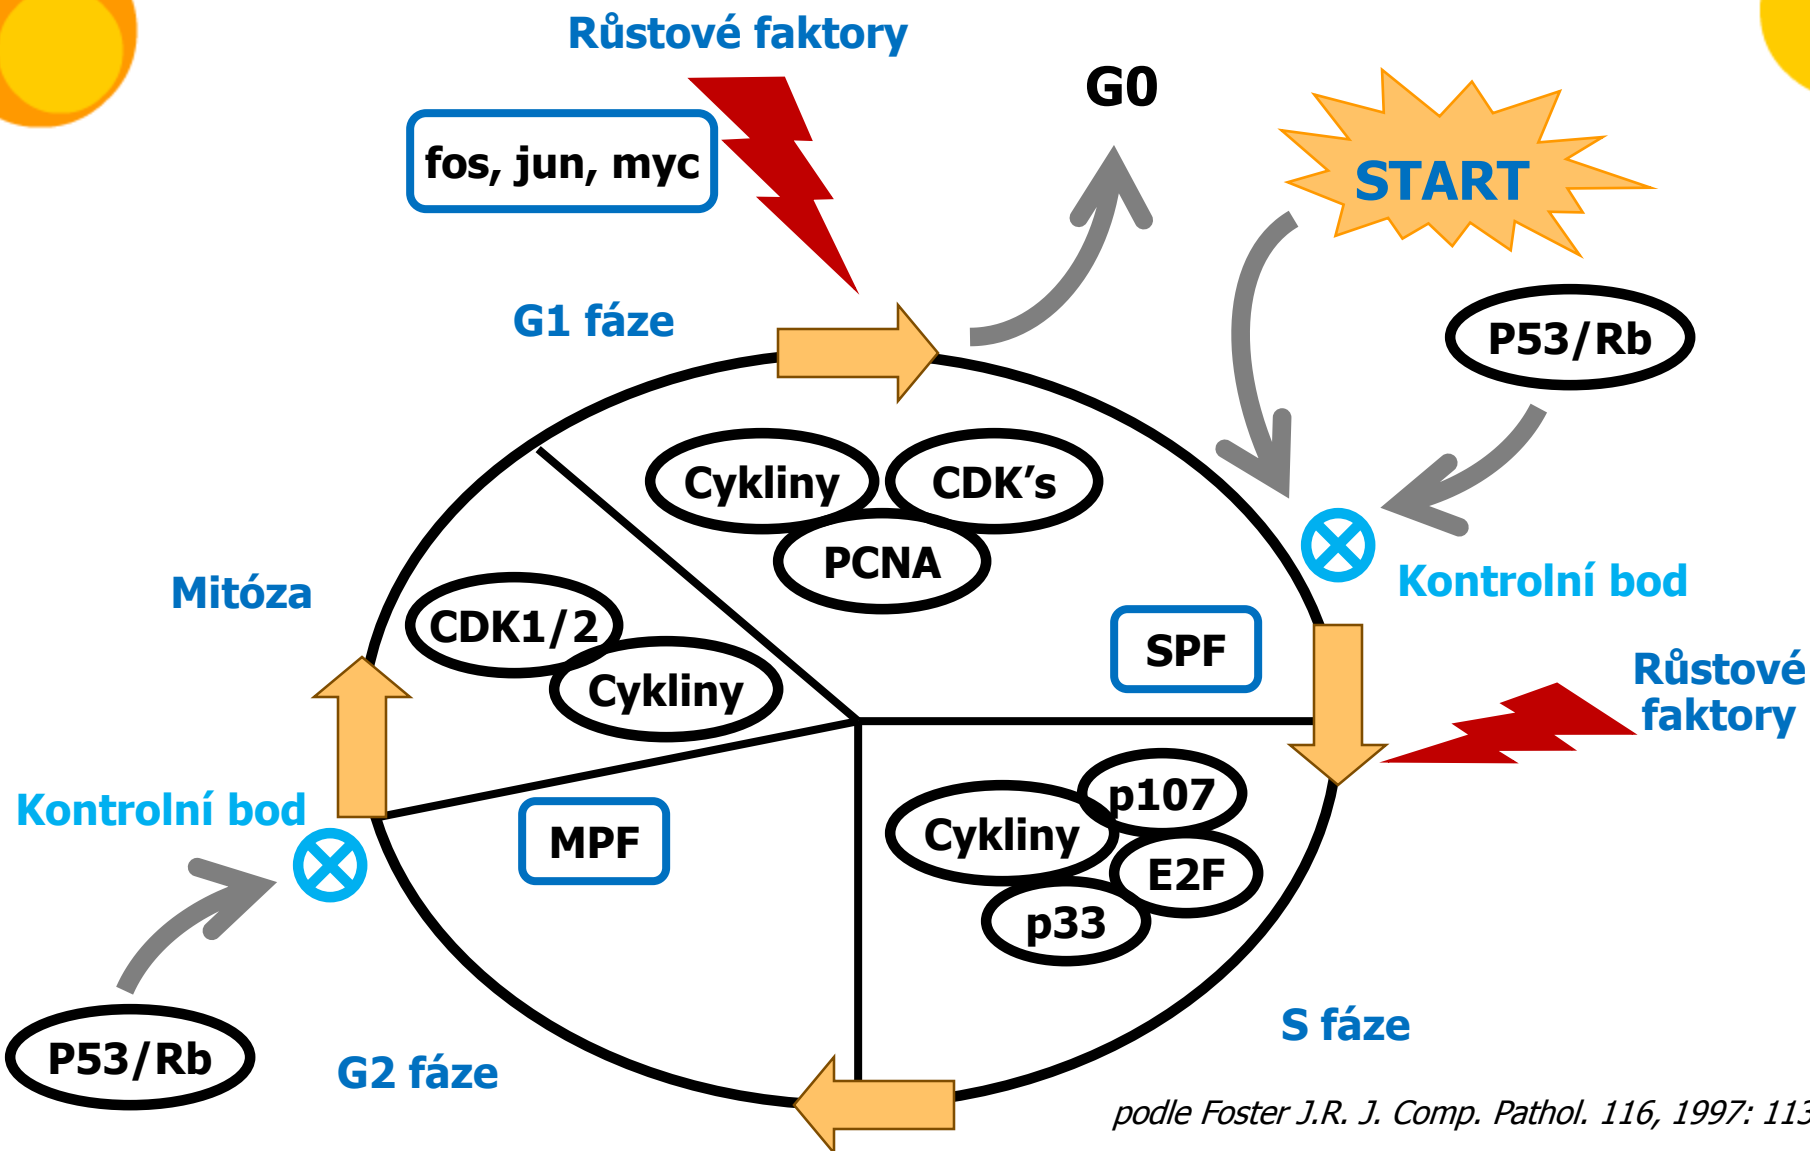 Růstové faktory
G0
fos, jun, myc
START
G1 fáze
P53/Rb
Cykliny
CDK’s
PCNA
Kontrolní bod
Mitóza
CDK1/2
Cykliny
SPF
Růstové
faktory
Kontrolní bod
MPF
p107
Cykliny
E2F
p33
P53/Rb
G2 fáze
S fáze
podle Foster J.R. J. Comp. Pathol. 116, 1997: 113